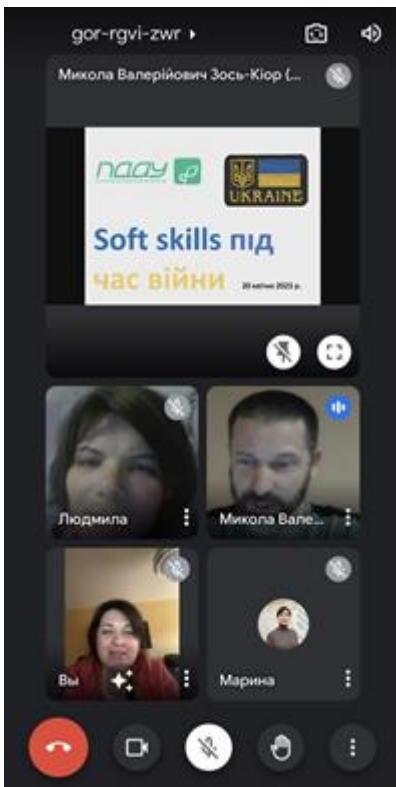 gor-rgvi-zwr
Микола Валерійович Зось-Кіор (...
ПДАУ
UKRAINE
Soft skills під
час війни
20 квітня 2023 р.
Людмила
Микола Вале...
Вы
Марина